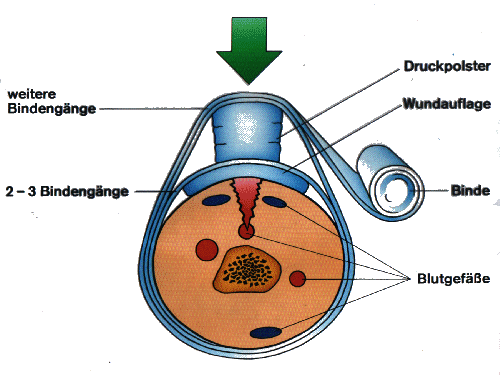 weitere
Bindengänge
2 – 3 Bindengänge
Druckpolster
Wundauflage
Binde
Blutgefäße